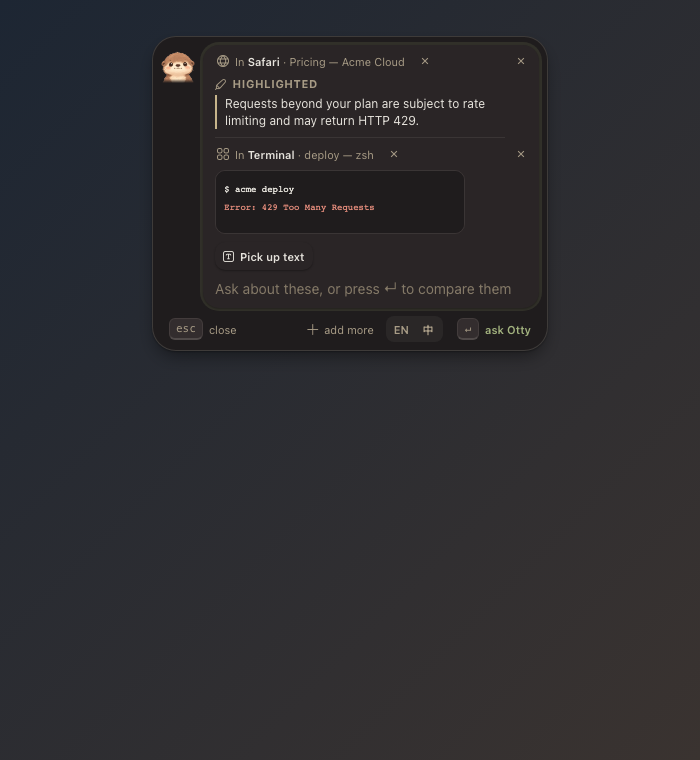 In Safari · Pricing — Acme Cloud × ×
HIGHLIGHTED
Requests beyond your plan are subject to rate
limiting and may return HTTP 429.
In Terminal · deploy — zsh × ×
$ acme deploy
Error: 429 Too Many Requests
T Pick up text
Ask about these, or press ↵ to compare them
esc close + add more EN 中 ↵ ask Otty